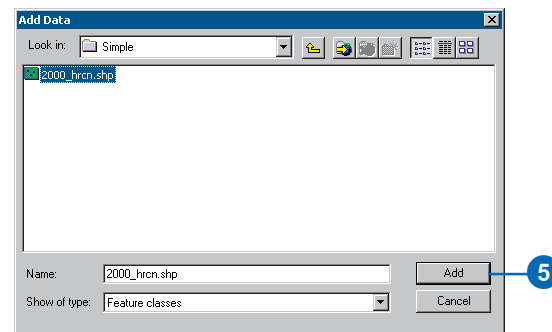 Add Data
Look in: Simple
2000_hrcn.shp
Name: 2000_hrcn.shp Add 5
Show of type: Feature classes Cancel